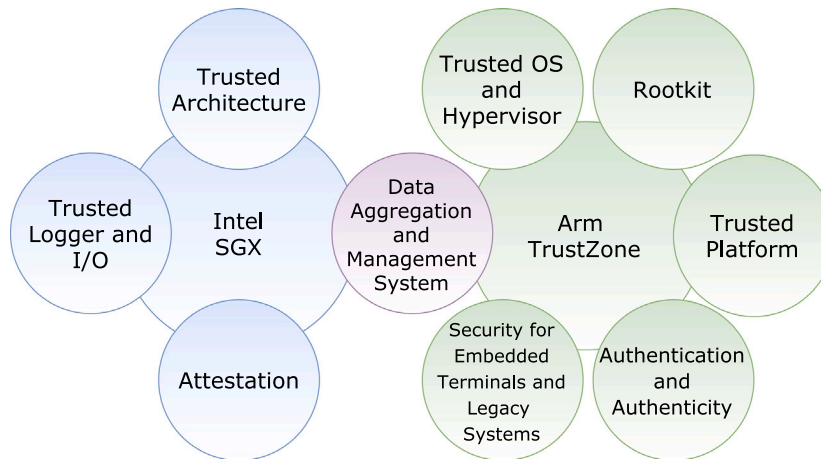 Trusted
Architecture
Trusted
Logger and
I/O
Intel
SGX
Attestation
Data
Aggregation
and
Management
System
Trusted OS
and
Hypervisor
Rootkit
Arm
TrustZone
Trusted
Platform
Security for
Embedded
Terminals and
Legacy
Systems
Authentication
and
Authenticity